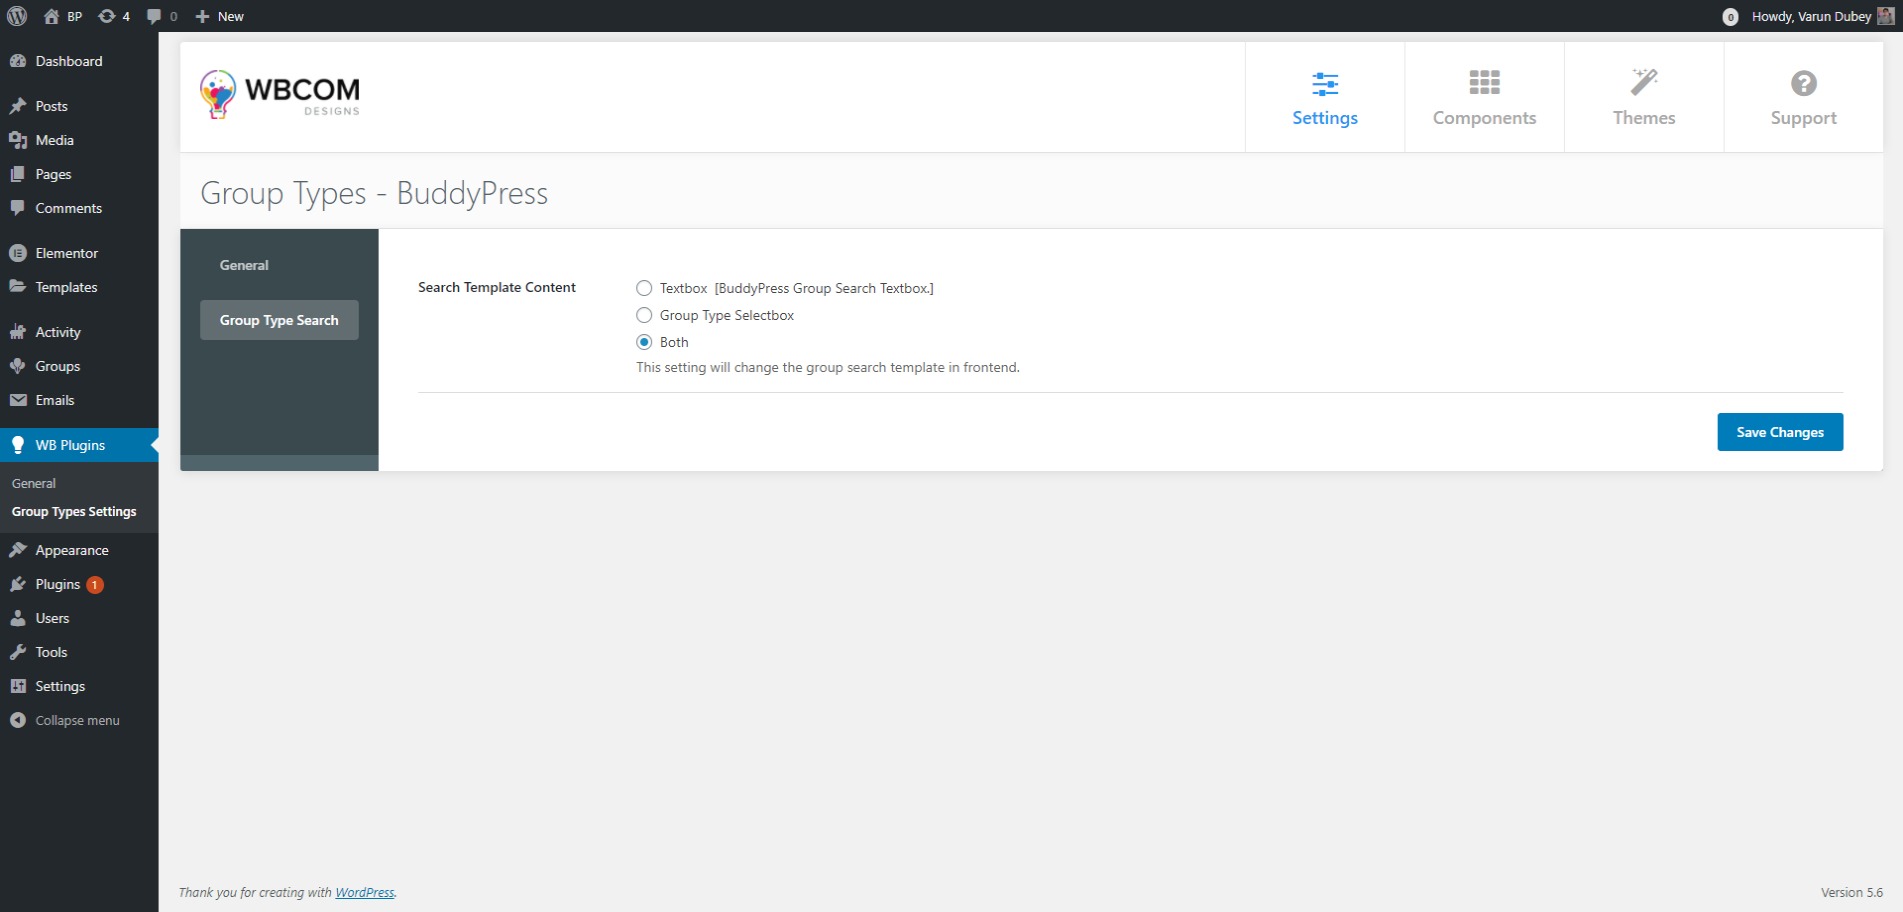 BP 4 0 New 0 Howdy, Varun Dubey
Dashboard
Posts
Media
Pages
Comments
Elementor
Templates
Activity
Groups
Emails
WB Plugins
General
Group Types Settings
Appearance
Plugins 1
Users
Tools
Settings
Collapse menu
WBCOM
DESIGNS
Settings
Components
Themes
Support
Group Types - BuddyPress
General
Group Type Search
Search Template Content
Textbox [BuddyPress Group Search Textbox.]
Group Type Selectbox
Both
This setting will change the group search template in frontend.
Save Changes
Thank you for creating with WordPress.
Version 5.6